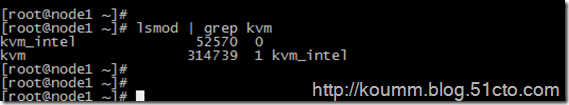 [root@node1 ~]#
[root@node1 ~]# lsmod | grep kvm
kvm_intel 52570 0
kvm 314739 1 kvm_intel
[root@node1 ~]#
[root@node1 ~]#
[root@node1 ~]#
http://koumm.blog.51cto.com